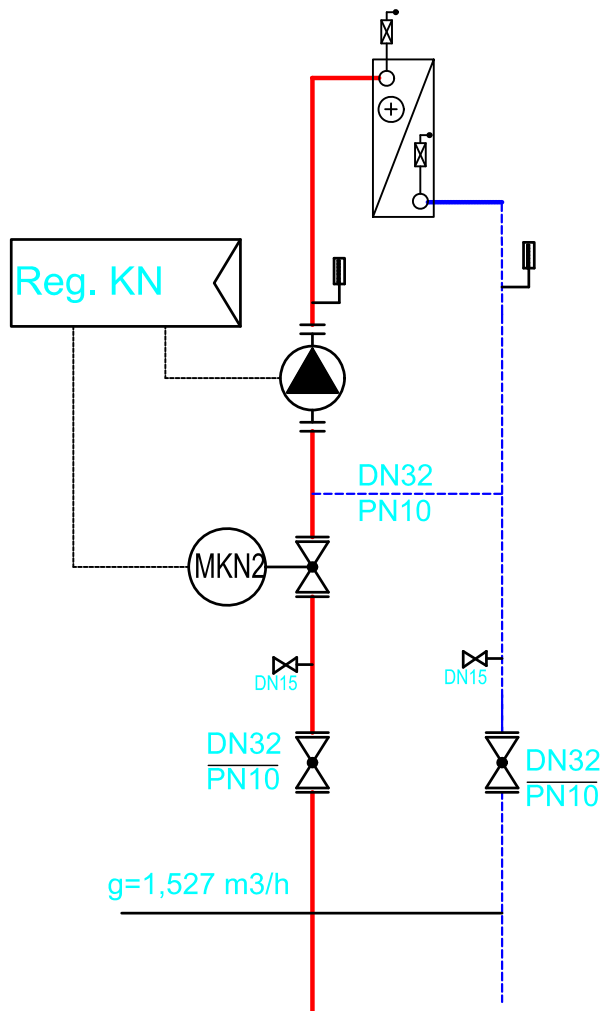 Reg. KN
DN32
PN10
MKN2
DN15
DN15
DN32
PN10
DN32
PN10
g=1,527 m3/h